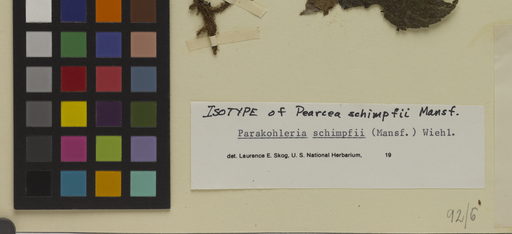 ISOTYPE of Pearcea schimpfii Mansf.
Parakohleria schimpfii (Mansf.) Wiehl.
det. Laurence E. Skog, U. S. National Herbarium, 19
92/6